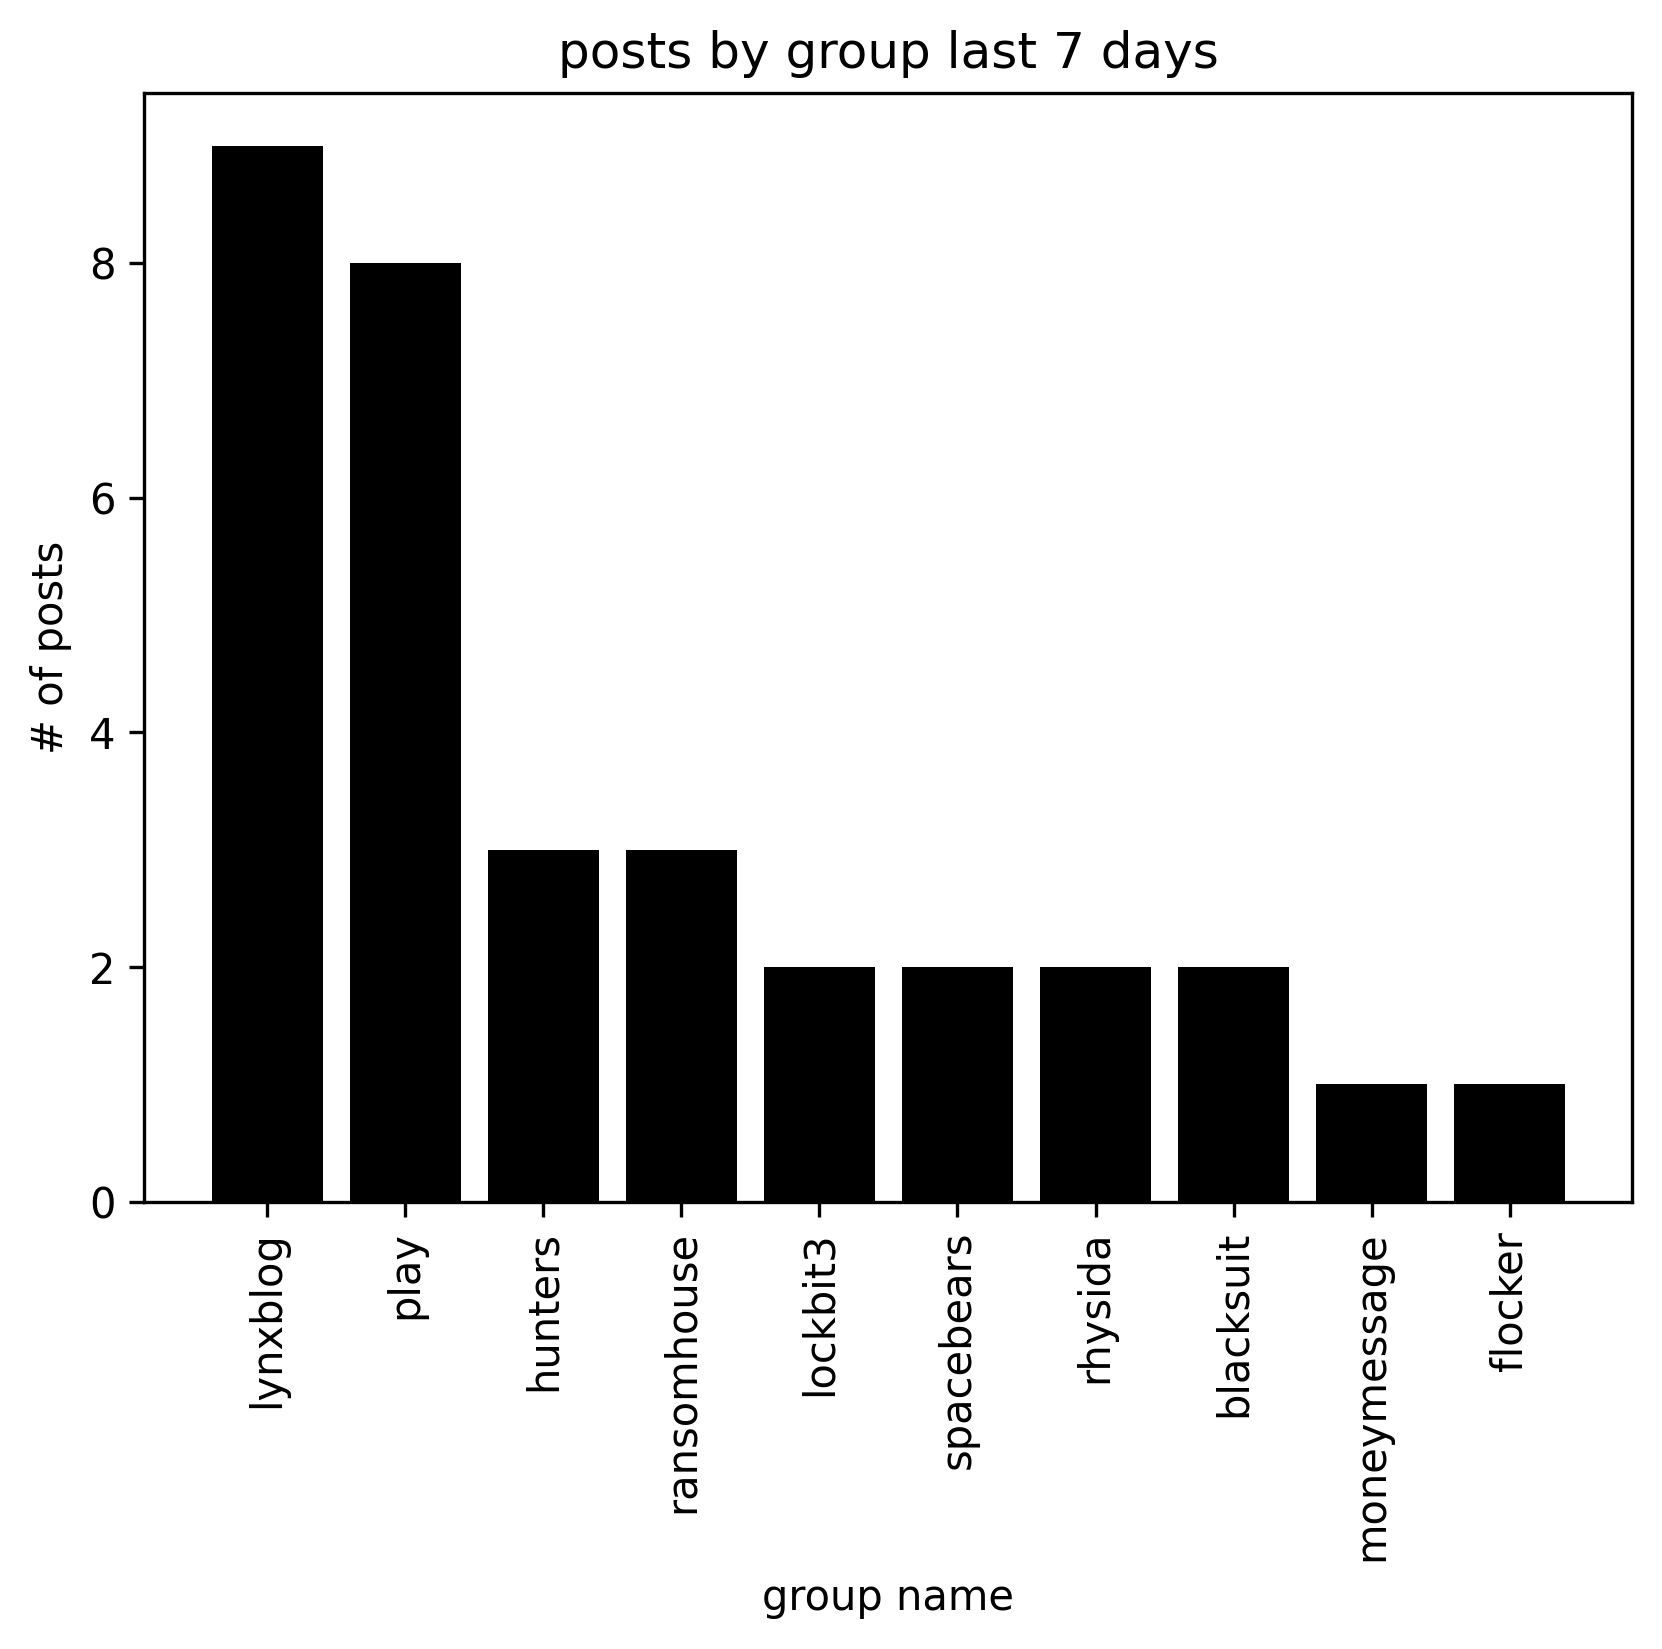 posts by group last 7 days
# of posts
8
6
4
2
0
lynxblog
play
hunters
ransomhouse
lockbit3
spacebears
rhysida
blacksuit
moneymessage
flocker
group name